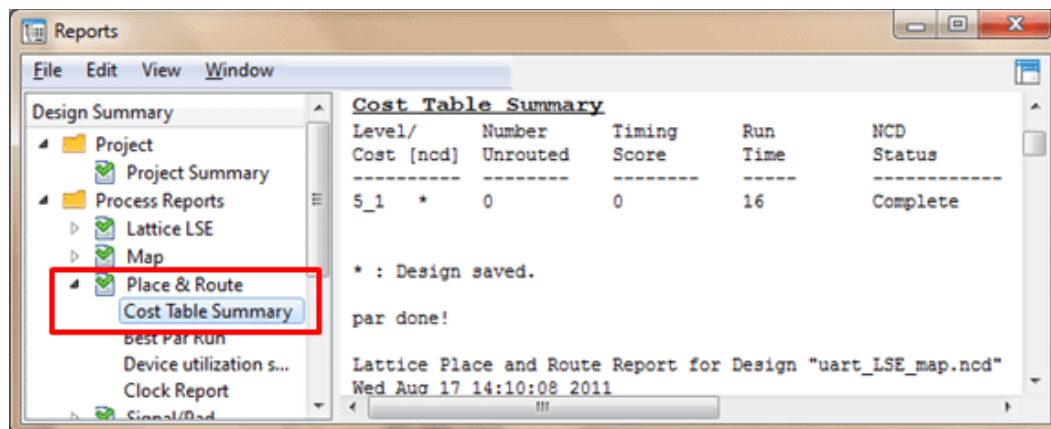 Reports
File Edit View Window
Design Summary
Project
Project Summary
Process Reports
Lattice LSE
Map
Place & Route
Cost Table Summary
Best Par Run
Device utilization s...
Clock Report
Signal/Pad
Cost Table Summary
Level/ Number Timing Run NCD
Cost [ncd] Unrouted Score Time Status
---------- -------- -------- ----- ------------
5_1 * 0 0 16 Complete
* : Design saved.
par done!
Lattice Place and Route Report for Design "uart_LSE_map.ncd"
Wed Aug 17 14:10:08 2011